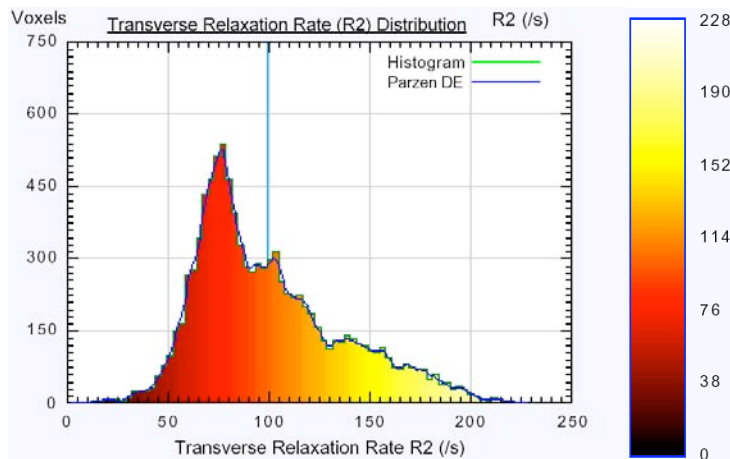 Voxels
Transverse Relaxation Rate (R2) Distribution
R2 (/s)
750
600
450
300
150
0
Histogram
Parzen DE
0 50 100 150 200 250
Transverse Relaxation Rate R2 (/s)
228
190
152
114
76
38
0